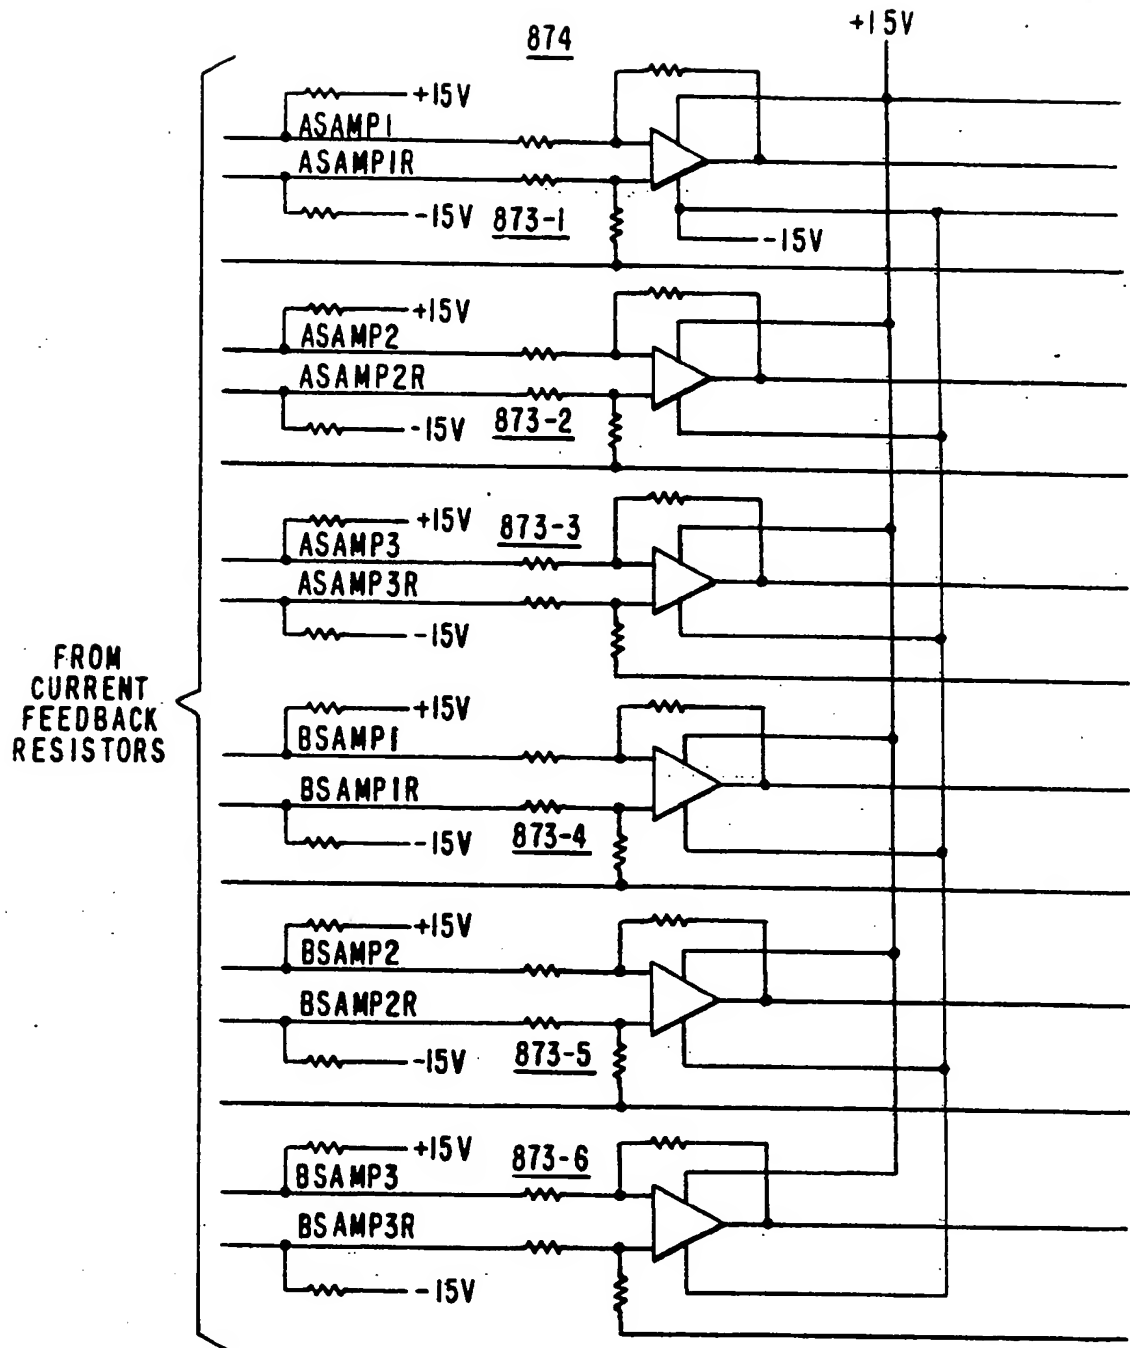 874
+15V
+15V
ASAMP1
ASAMP1R
-15V
873-1
-15V
+15V
ASAMP2
ASAMP2R
-15V
873-2
+15V
873-3
ASAMP3
ASAMP3R
-15V
FROM
CURRENT
FEEDBACK
RESISTORS
+15V
BSAMP1
BSAMP1R
-15V
873-4
+15V
BSAMP2
BSAMP2R
-15V
873-5
+15V
873-6
BSAMP3
BSAMP3R
-15V